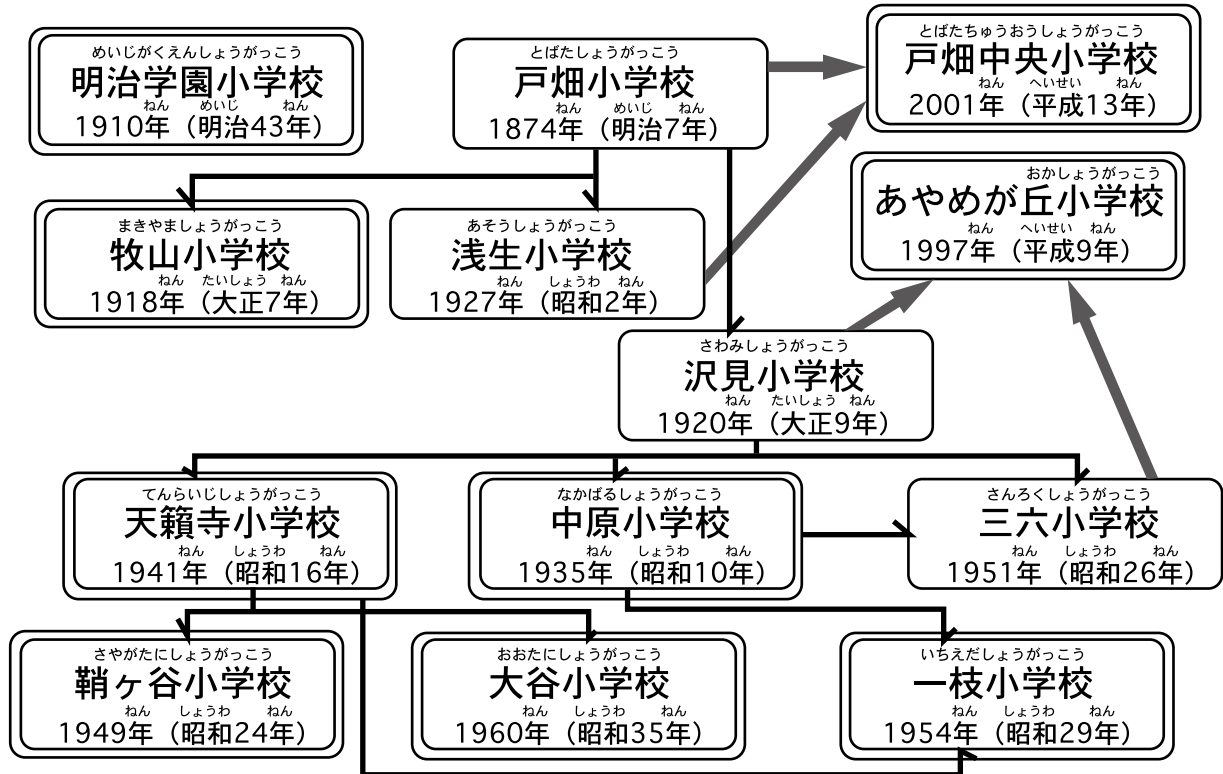 めいじがくえんしょうがっこう
明治学園小学校
ねん めいじ ねん
1910年（明治43年）
とばたしょうがっこう
戸畑小学校
ねん めいじ ねん
1874年（明治7年）
とばたちゅうおうしょうがっこう
戸畑中央小学校
ねん へいせい ねん
2001年（平成13年）
まきやましょうがっこう
牧山小学校
ねん たいしょう ねん
1918年（大正7年）
あそうしょうがっこう
浅生小学校
ねん しょうわ ねん
1927年（昭和2年）
おかしょうがっこう
あやめが丘小学校
ねん へいせい ねん
1997年（平成9年）
さわみしょうがっこう
沢見小学校
ねん たいしょう ねん
1920年（大正9年）
てんらいじしょうがっこう
天籟寺小学校
ねん しょうわ ねん
1941年（昭和16年）
なかばるしょうがっこう
中原小学校
ねん しょうわ ねん
1935年（昭和10年）
さんろくしょうがっこう
三六小学校
ねん しょうわ ねん
1951年（昭和26年）
さやがたにしょうがっこう
鞘ヶ谷小学校
ねん しょうわ ねん
1949年（昭和24年）
おおたにしょうがっこう
大谷小学校
ねん しょうわ ねん
1960年（昭和35年）
いちえだしょうがっこう
一枝小学校
ねん しょうわ ねん
1954年（昭和29年）